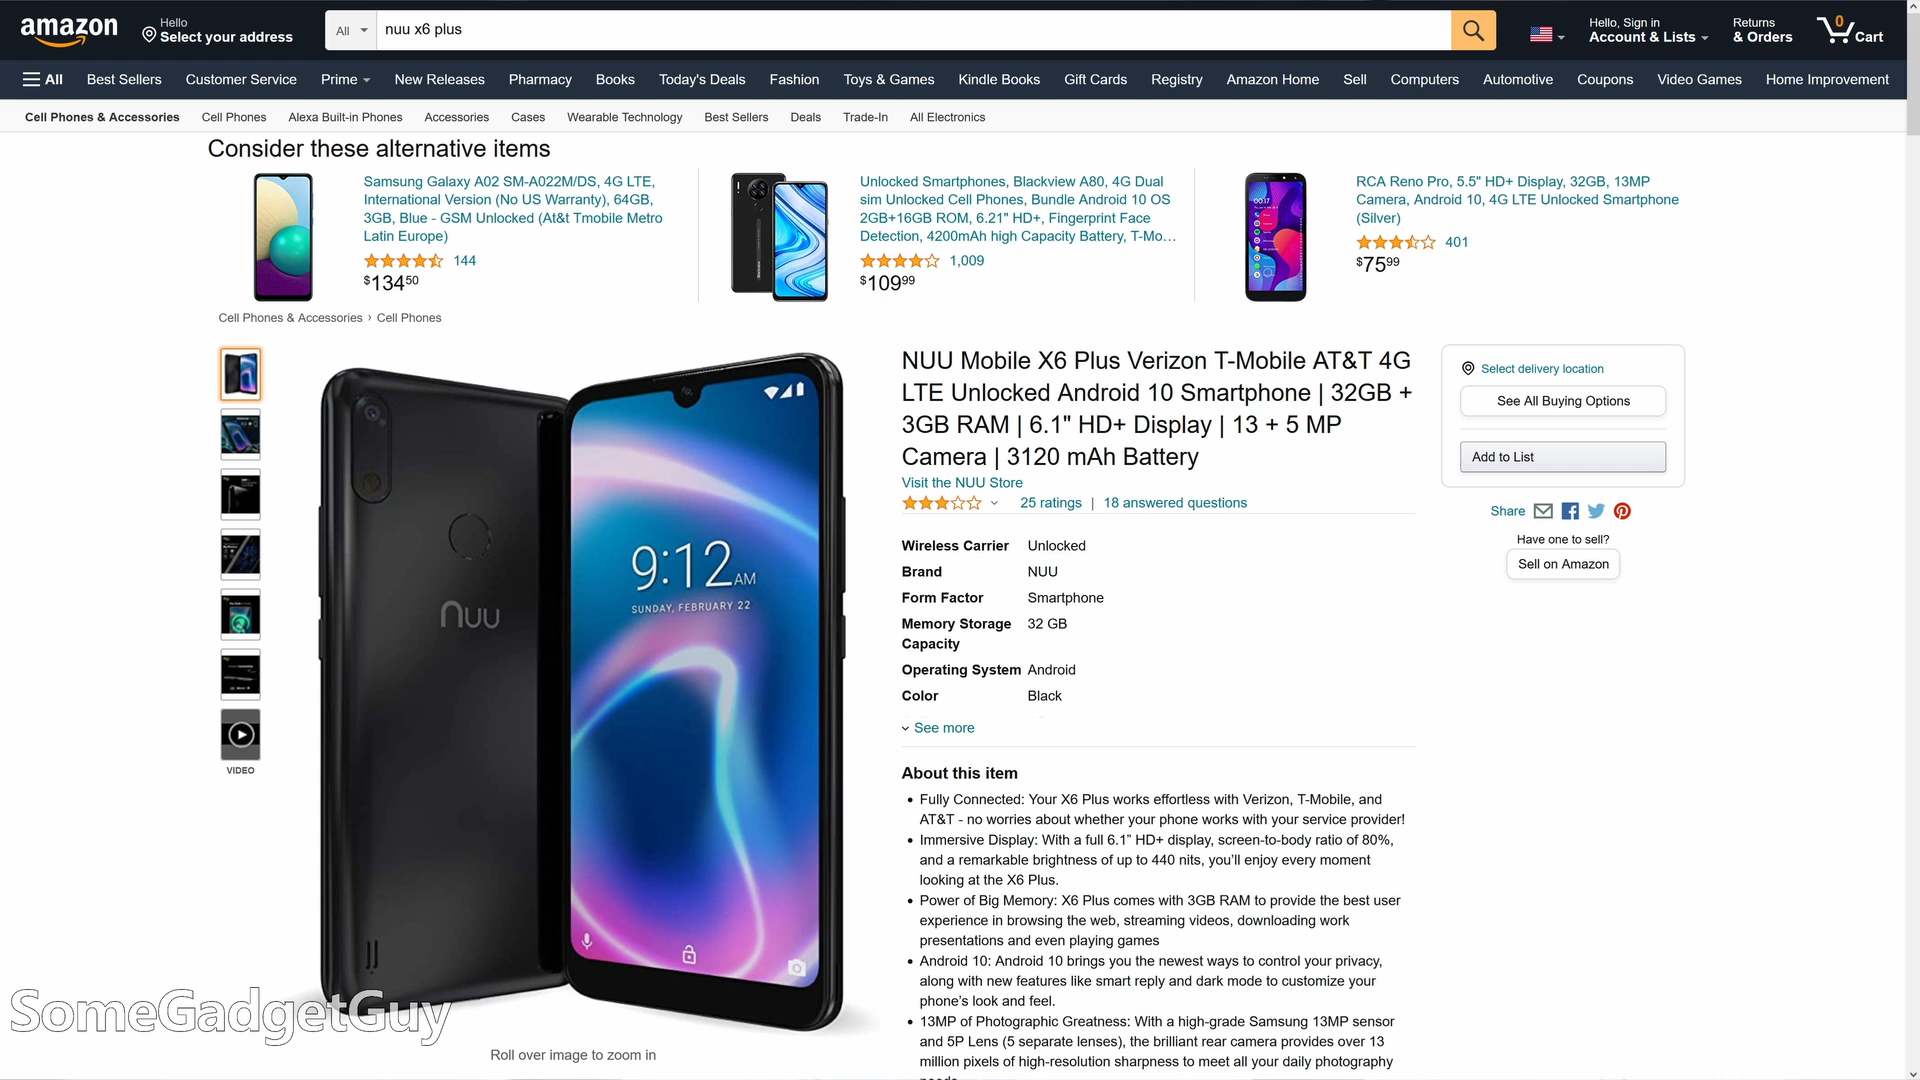 amazon
Hello
Select your address
All
nuu x6 plus
Hello, Sign in
Account & Lists
Returns
& Orders
0
Cart
All
Best Sellers
Customer Service
Prime
New Releases
Pharmacy
Books
Today's Deals
Fashion
Toys & Games
Kindle Books
Gift Cards
Registry
Amazon Home
Sell
Computers
Automotive
Coupons
Video Games
Home Improvement
Cell Phones & Accessories
Cell Phones
Alexa Built-in Phones
Accessories
Cases
Wearable Technology
Best Sellers
Deals
Trade-In
All Electronics
Consider these alternative items
Samsung Galaxy A02 SM-A022M/DS, 4G LTE,
International Version (No US Warranty), 64GB,
3GB, Blue - GSM Unlocked (At&t Tmobile Metro
Latin Europe)
144
$13450
Unlocked Smartphones, Blackview A80, 4G Dual
sim Unlocked Cell Phones, Bundle Android 10 OS
2GB+16GB ROM, 6.21" HD+, Fingerprint Face
Detection, 4200mAh high Capacity Battery, T-Mo…
1,009
$10999
00:17
RCA Reno Pro, 5.5" HD+ Display, 32GB, 13MP
Camera, Android 10, 4G LTE Unlocked Smartphone
(Silver)
401
$7599
Cell Phones & Accessories › Cell Phones
VIDEO
nuu
9:12 AM
SUNDAY, FEBRUARY 22
Roll over image to zoom in
NUU Mobile X6 Plus Verizon T-Mobile AT&T 4G
LTE Unlocked Android 10 Smartphone | 32GB +
3GB RAM | 6.1" HD+ Display | 13 + 5 MP
Camera | 3120 mAh Battery
Visit the NUU Store
25 ratings | 18 answered questions
Wireless Carrier Unlocked
Brand NUU
Form Factor Smartphone
Memory Storage 32 GB
Capacity
Operating System Android
Color Black
See more
About this item
• Fully Connected: Your X6 Plus works effortless with Verizon, T-Mobile, and
AT&T - no worries about whether your phone works with your service provider!
• Immersive Display: With a full 6.1” HD+ display, screen-to-body ratio of 80%,
and a remarkable brightness of up to 440 nits, you’ll enjoy every moment
looking at the X6 Plus.
• Power of Big Memory: X6 Plus comes with 3GB RAM to provide the best user
experience in browsing the web, streaming videos, downloading work
presentations and even playing games
• Android 10: Android 10 brings you the newest ways to control your privacy,
along with new features like smart reply and dark mode to customize your
phone’s look and feel.
• 13MP of Photographic Greatness: With a high-grade Samsung 13MP sensor
and 5P Lens (5 separate lenses), the brilliant rear camera provides over 13
million pixels of high-resolution sharpness to meet all your daily photography
Select delivery location
See All Buying Options
Add to List
Share
Have one to sell?
Sell on Amazon
SomeGadgetGuy